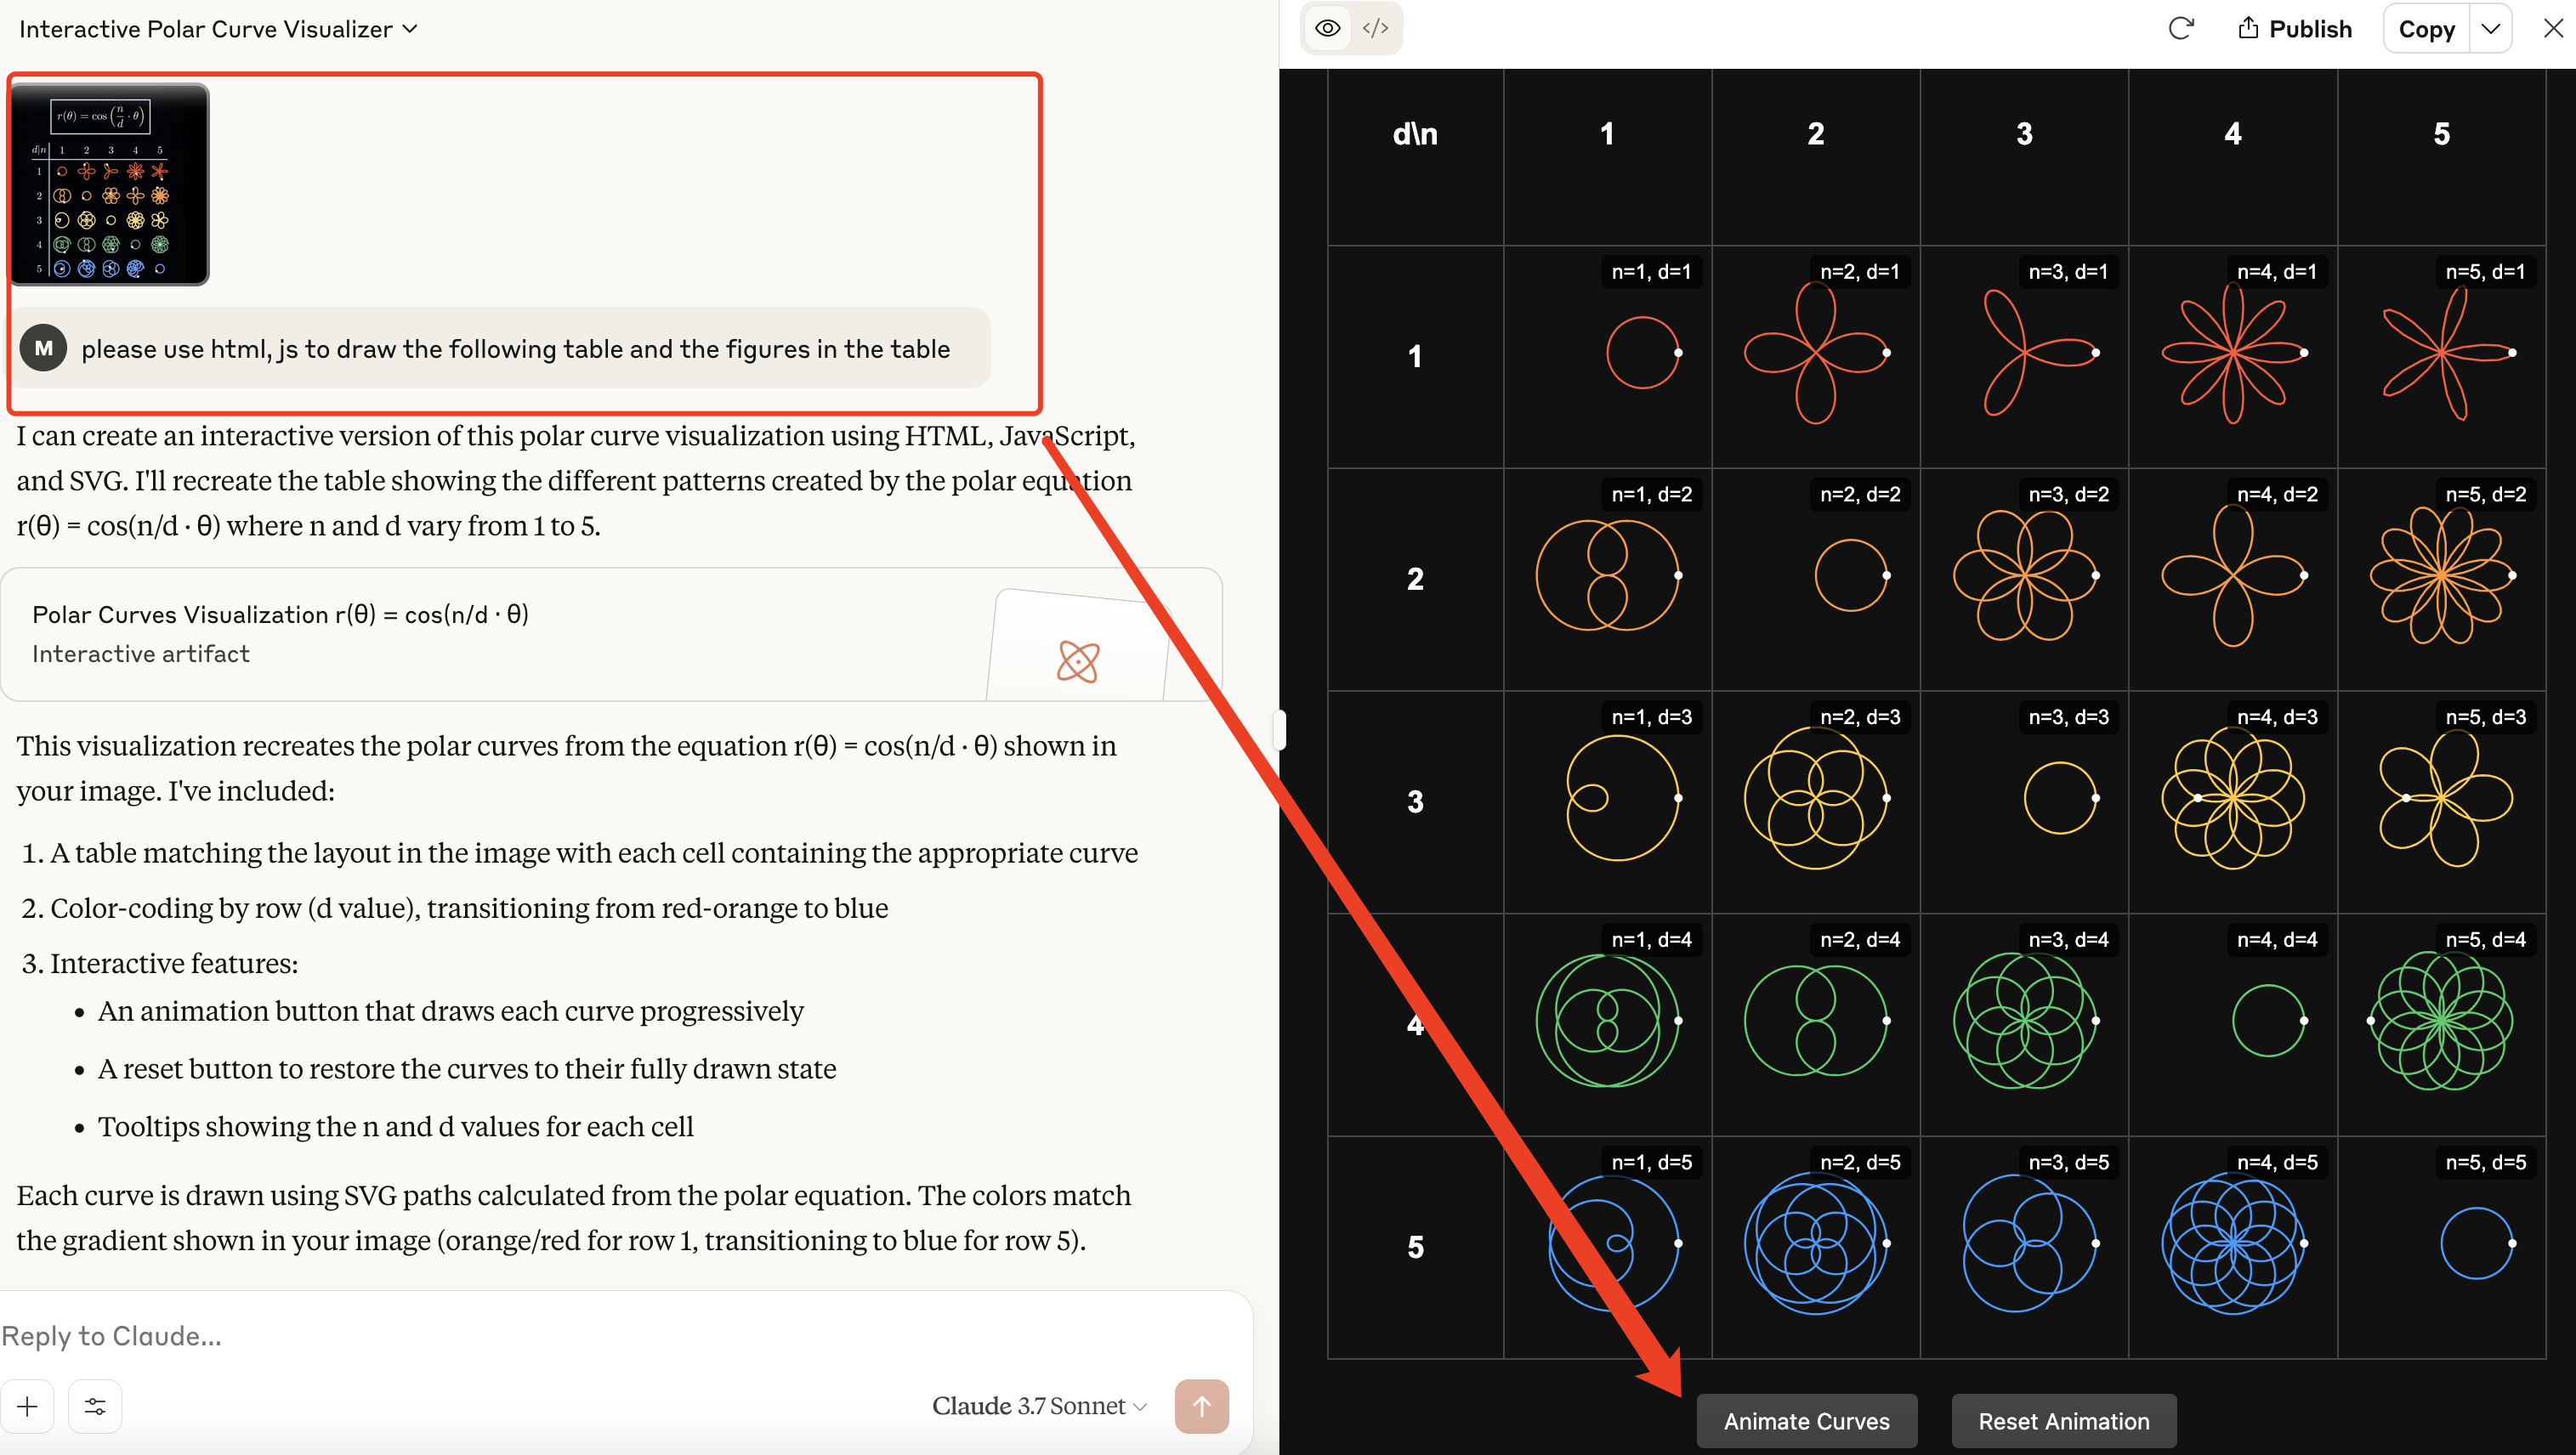 Interactive Polar Curve Visualizer
r(θ) = cos(n/d · θ)
d|n 1 2 3 4 5
1
2
3
4
5
M please use html, js to draw the following table and the figures in the table
I can create an interactive version of this polar curve visualization using HTML, JavaScript,
and SVG. I'll recreate the table showing the different patterns created by the polar equation
r(θ) = cos(n/d · θ) where n and d vary from 1 to 5.
Polar Curves Visualization r(θ) = cos(n/d · θ)
Interactive artifact
This visualization recreates the polar curves from the equation r(θ) = cos(n/d · θ) shown in
your image. I've included:
1. A table matching the layout in the image with each cell containing the appropriate curve
2. Color-coding by row (d value), transitioning from red-orange to blue
3. Interactive features:
• An animation button that draws each curve progressively
• A reset button to restore the curves to their fully drawn state
• Tooltips showing the n and d values for each cell
Each curve is drawn using SVG paths calculated from the polar equation. The colors match
the gradient shown in your image (orange/red for row 1, transitioning to blue for row 5).
Reply to Claude...
Claude 3.7 Sonnet
</> Publish Copy
d\n 1 2 3 4 5
n=1, d=1 n=2, d=1 n=3, d=1 n=4, d=1 n=5, d=1
1
n=1, d=2 n=2, d=2 n=3, d=2 n=4, d=2 n=5, d=2
2
n=1, d=3 n=2, d=3 n=3, d=3 n=4, d=3 n=5, d=3
3
n=1, d=4 n=2, d=4 n=3, d=4 n=4, d=4 n=5, d=4
4
n=1, d=5 n=2, d=5 n=3, d=5 n=4, d=5 n=5, d=5
5
Animate Curves Reset Animation